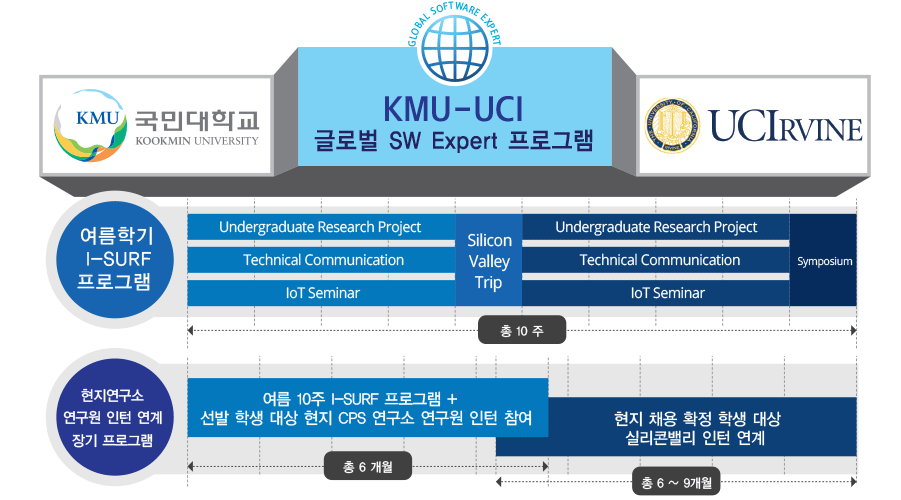 GLOBAL SOFTWARE EXPERT
KMU-UCI
글로벌 SW Expert 프로그램
KMU
국민대학교
KOOKMIN UNIVERSITY
UCIRVINE
여름학기
I-SURF
프로그램
Undergraduate Research Project
Technical Communication
IoT Seminar
Silicon
Valley
Trip
Undergraduate Research Project
Technical Communication
IoT Seminar
Symposium
총 10 주
현지연구소
연구원 인턴 연계
장기 프로그램
여름 10주 I-SURF 프로그램 +
선발 학생 대상 현지 CPS 연구소 연구원 인턴 참여
현지 채용 확정 학생 대상
실리콘밸리 인턴 연계
총 6 개월
총 6 ~ 9개월